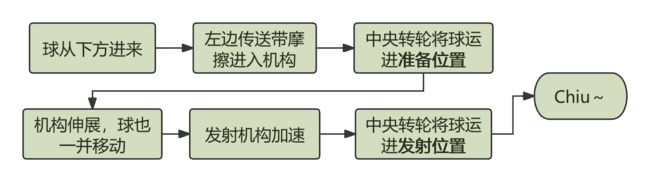 球从下方进来
左边传送带摩
擦进入机构
中央转轮将球运
进准备位置
机构伸展，球也
一并移动
发射机构加速
中央转轮将球运
进发射位置
Chiu～